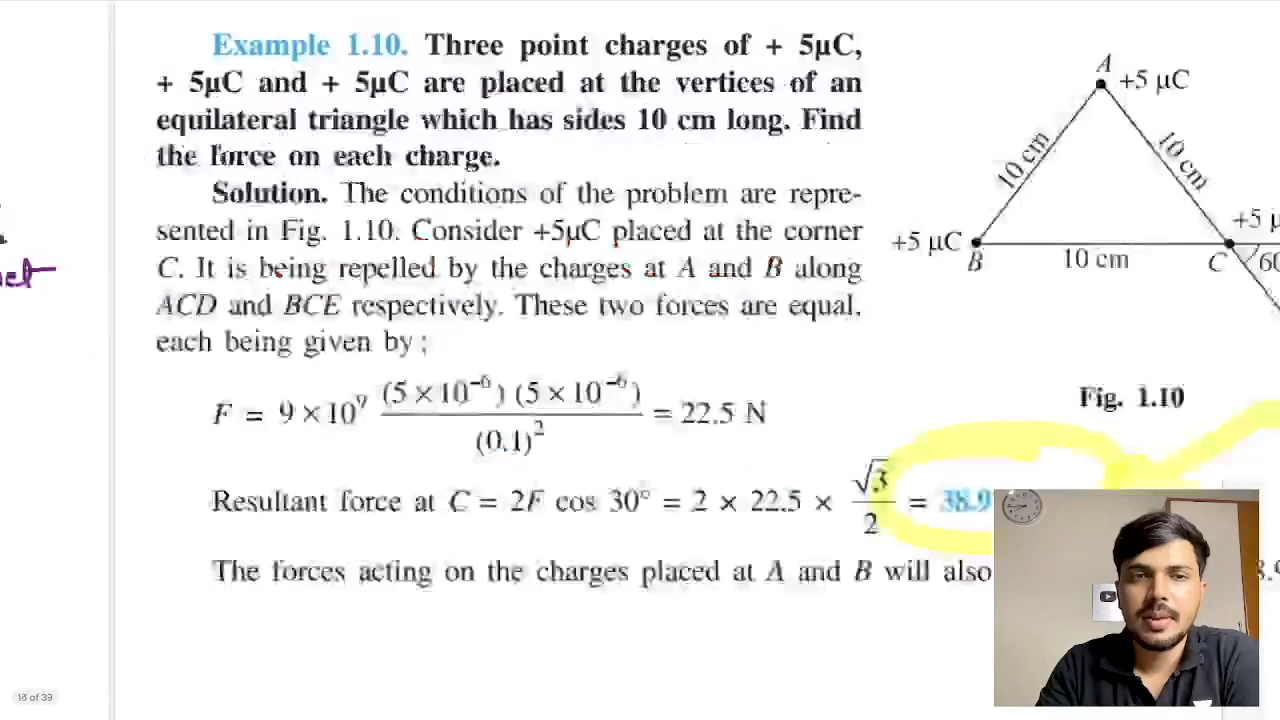 Example 1.10. Three point charges of + 5µC,
+ 5µC and + 5µC are placed at the vertices of an
equilateral triangle which has sides 10 cm long. Find
the force on each charge.
Solution. The conditions of the problem are repre-
sented in Fig. 1.10. Consider +5µC placed at the corner
C. It is being repelled by the charges at A and B along
ACD and BCE respectively. These two forces are equal,
each being given by ;
F = 9 × 10⁹ (5 × 10⁻⁶) (5 × 10⁻⁶) / (0.1)² = 22.5 N
Resultant force at C = 2F cos 30° = 2 × 22.5 × √3 / 2 = 38.9
The forces acting on the charges placed at A and B will also
A
+5 µC
10 cm
10 cm
+5 µC
B
10 cm
C
+5 µ
60
Fig. 1.10
18 of 39